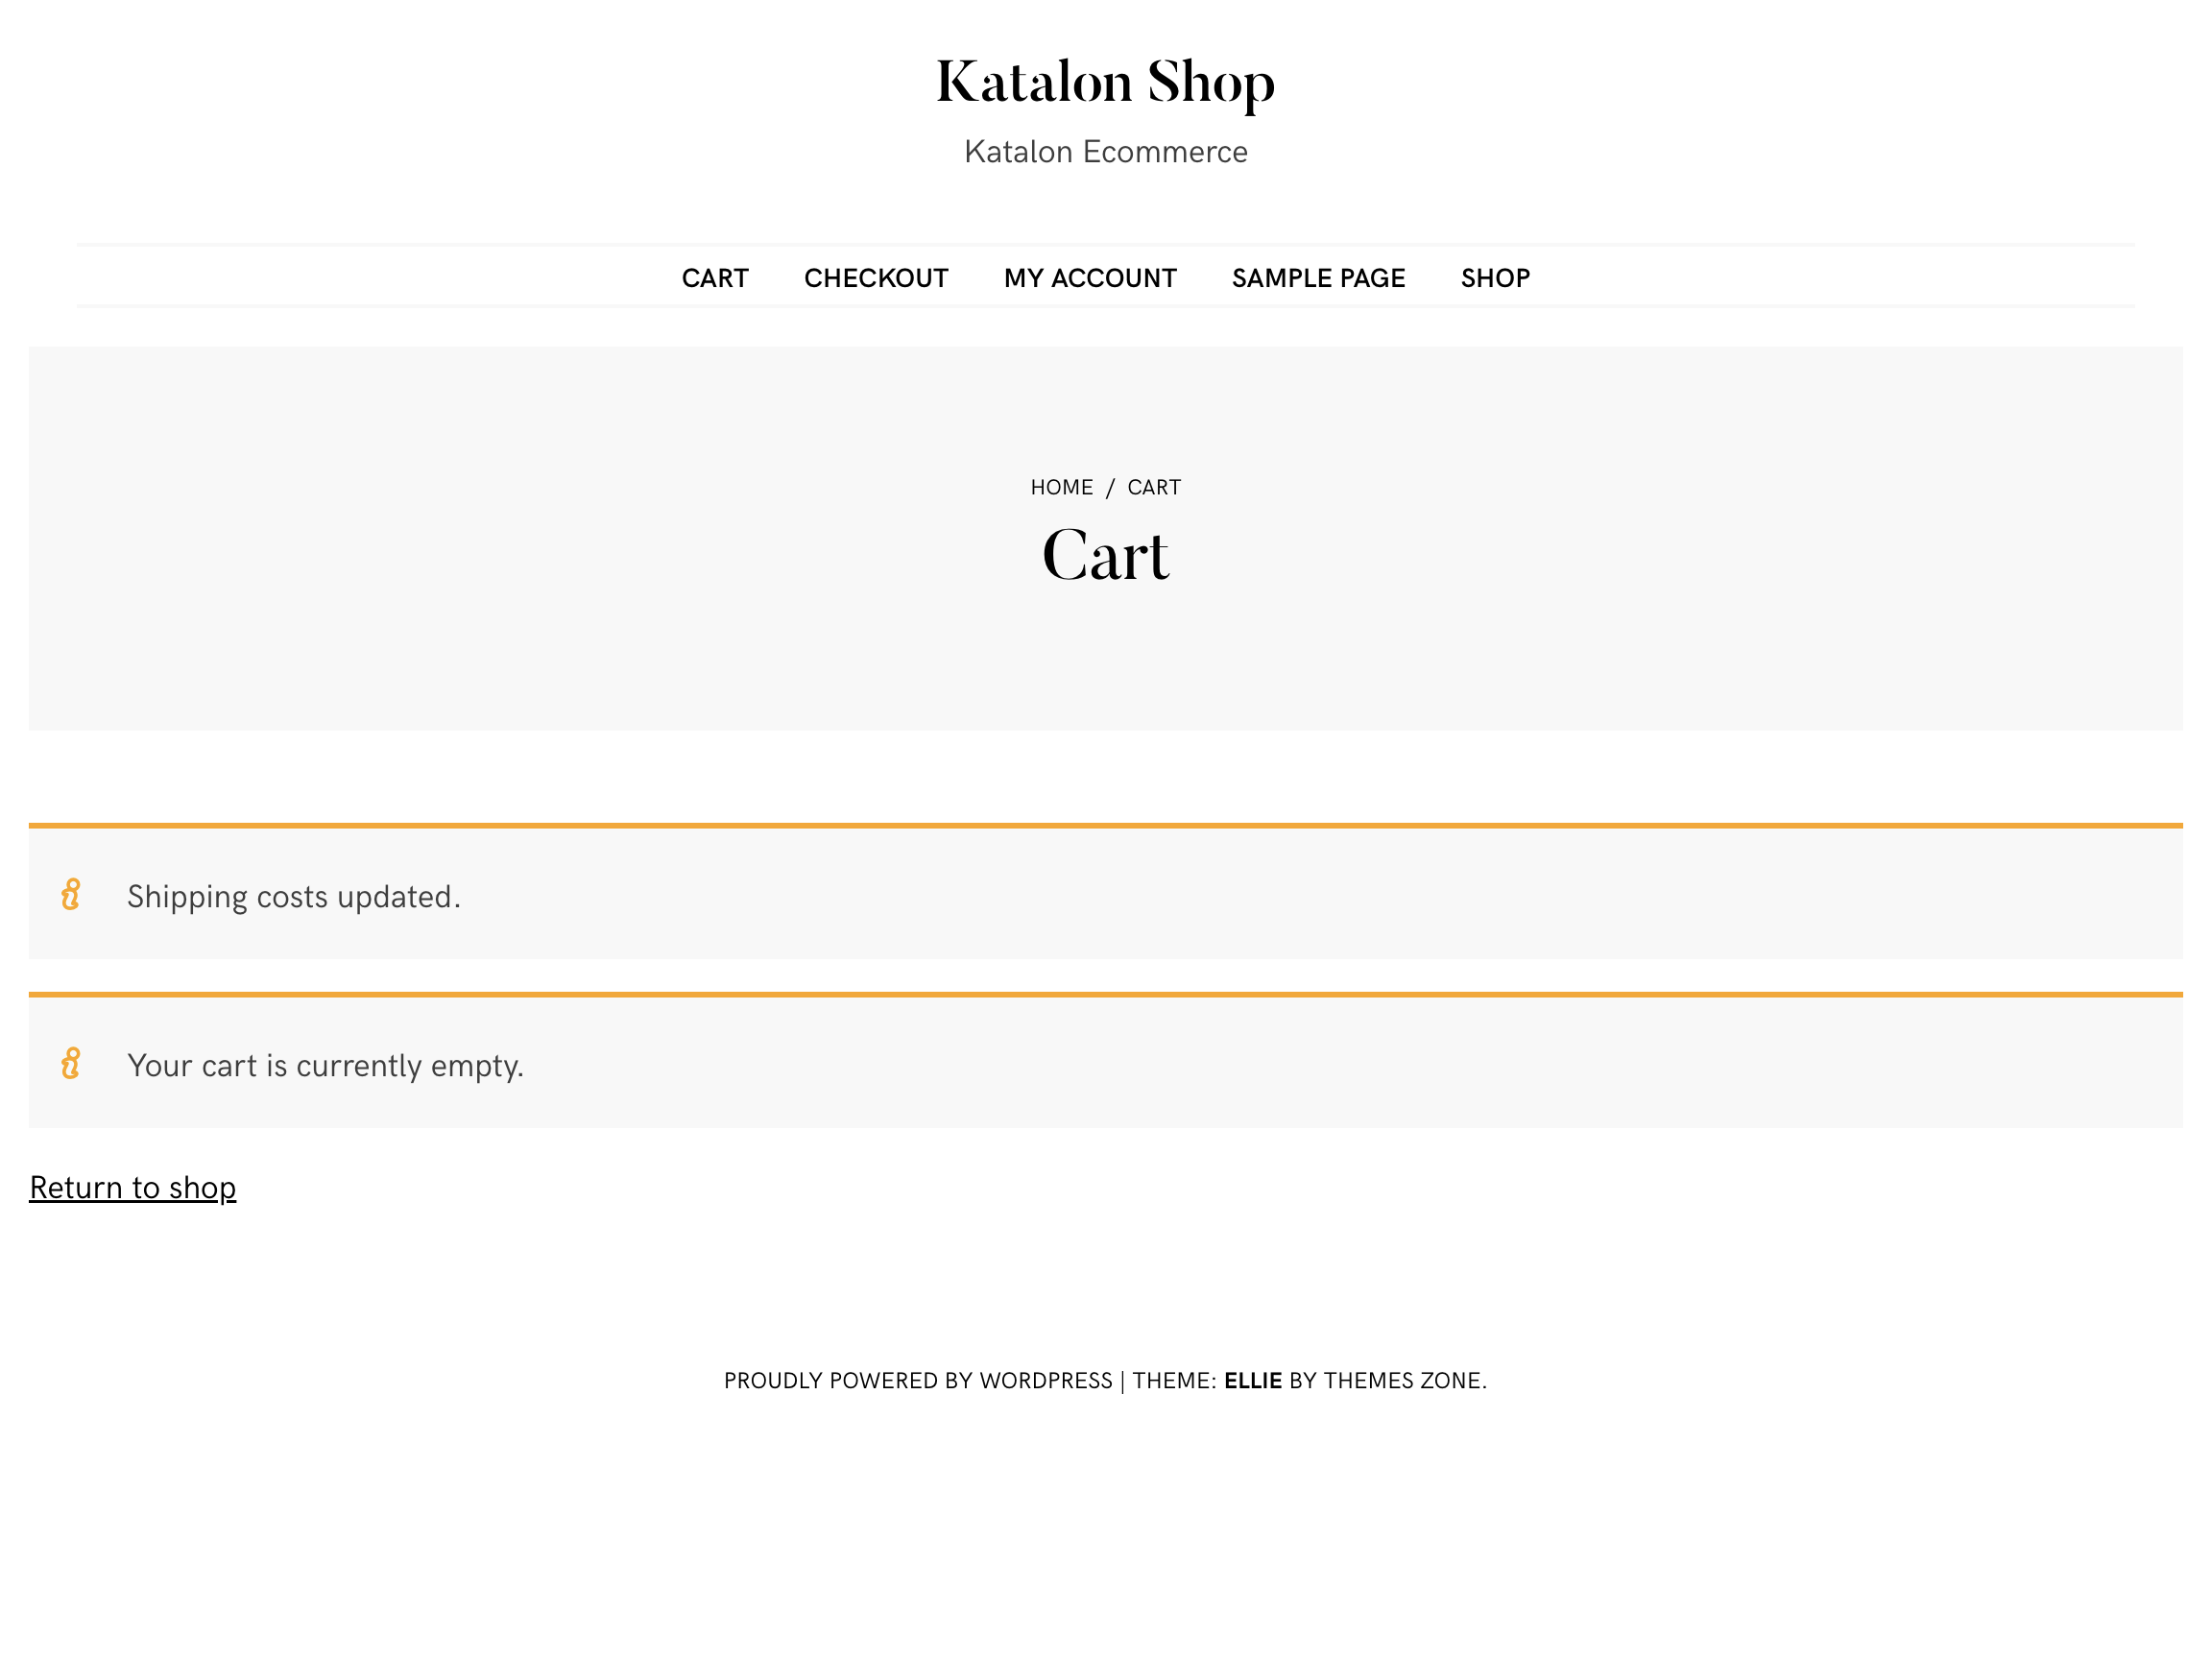 Katalon Shop
Katalon Ecommerce
CART CHECKOUT MY ACCOUNT SAMPLE PAGE SHOP
HOME / CART
Cart
Shipping costs updated.
Your cart is currently empty.
Return to shop
PROUDLY POWERED BY WORDPRESS | THEME: ELLIE BY THEMES ZONE.